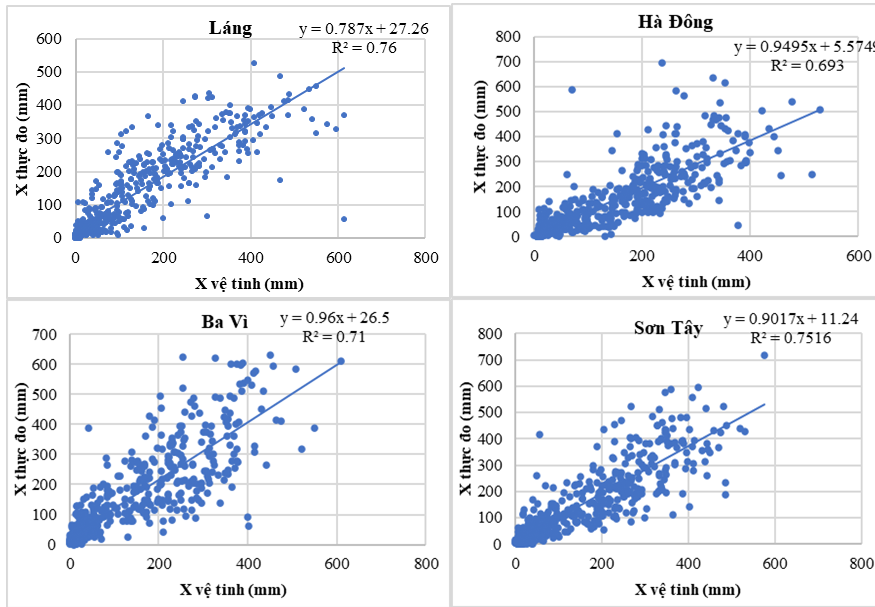 Láng
y = 0.787x + 27.26
R² = 0.76
X thực đo (mm)
600
500
400
300
200
100
0
0 200 400 600 800
X vệ tinh (mm)
Hà Đông
y = 0.9495x + 5.5749
R² = 0.693
X thực đo (mm)
800
700
600
500
400
300
200
100
0
0 200 400 600
X vệ tinh (mm)
Ba Vì
y = 0.96x + 26.5
R² = 0.71
X thực đo (mm)
700
600
500
400
300
200
100
0
0 200 400 600 800
X vệ tinh (mm)
Sơn Tây
y = 0.9017x + 11.24
R² = 0.7516
X thực đo (mm)
800
700
600
500
400
300
200
100
0
0 200 400 600 800
X vệ tinh (mm)